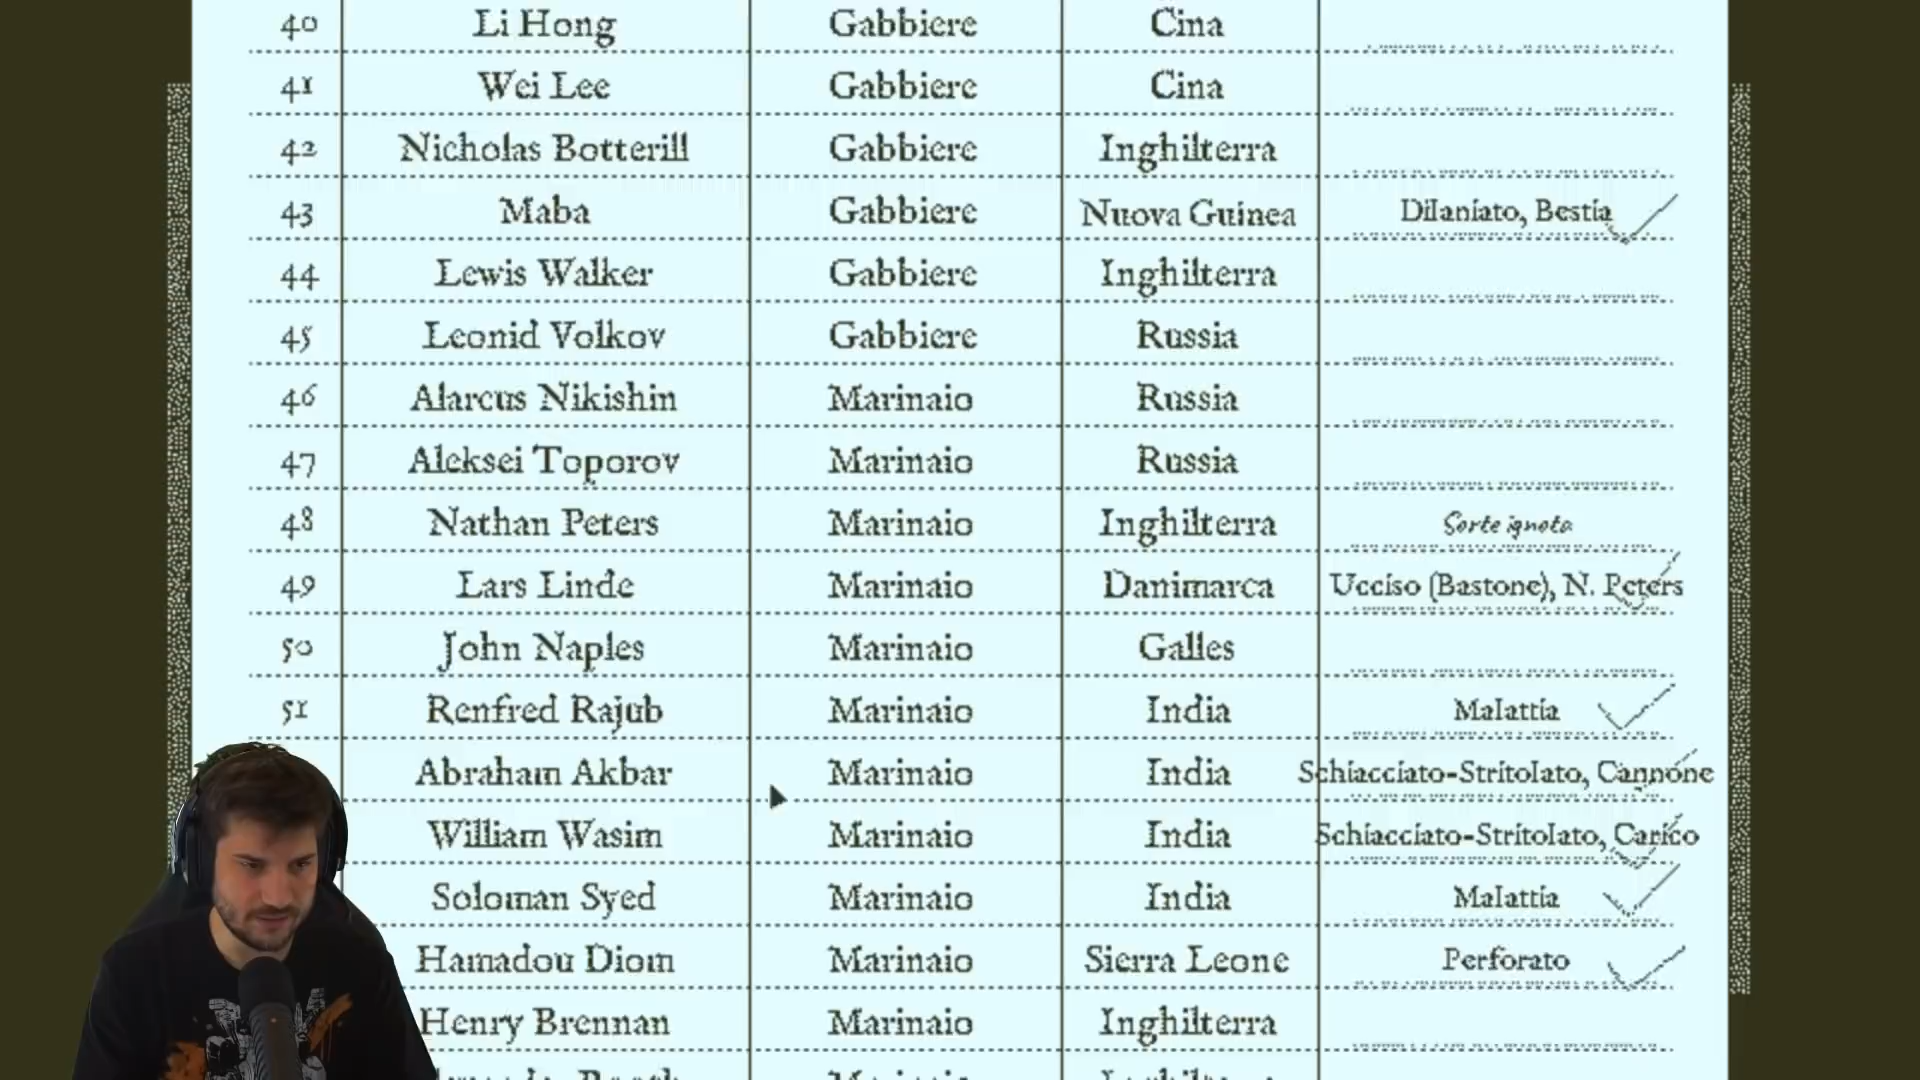 40 Li Hong Gabbiere Cina
41 Wei Lee Gabbiere Cina
42 Nicholas Botterill Gabbiere Inghilterra
43 Maba Gabbiere Nuova Guinea Dilaniato, Bestia
44 Lewis Walker Gabbiere Inghilterra
45 Leonid Volkov Gabbiere Russia
46 Alarcus Nikishin Marinaio Russia
47 Aleksei Toporov Marinaio Russia
48 Nathan Peters Marinaio Inghilterra Sorte ignota
49 Lars Linde Marinaio Danimarca Ucciso (Bastone), N. Peters
50 John Naples Marinaio Galles
51 Renfred Rajub Marinaio India Malattia
Abraham Akbar Marinaio India Schiacciato-Stritolato, Cannone
William Wasim Marinaio India Schiacciato-Stritolato, Carico
Soloman Syed Marinaio India Malattia
Hamadou Diom Marinaio Sierra Leone Perforato
Henry Brennan Marinaio Inghilterra